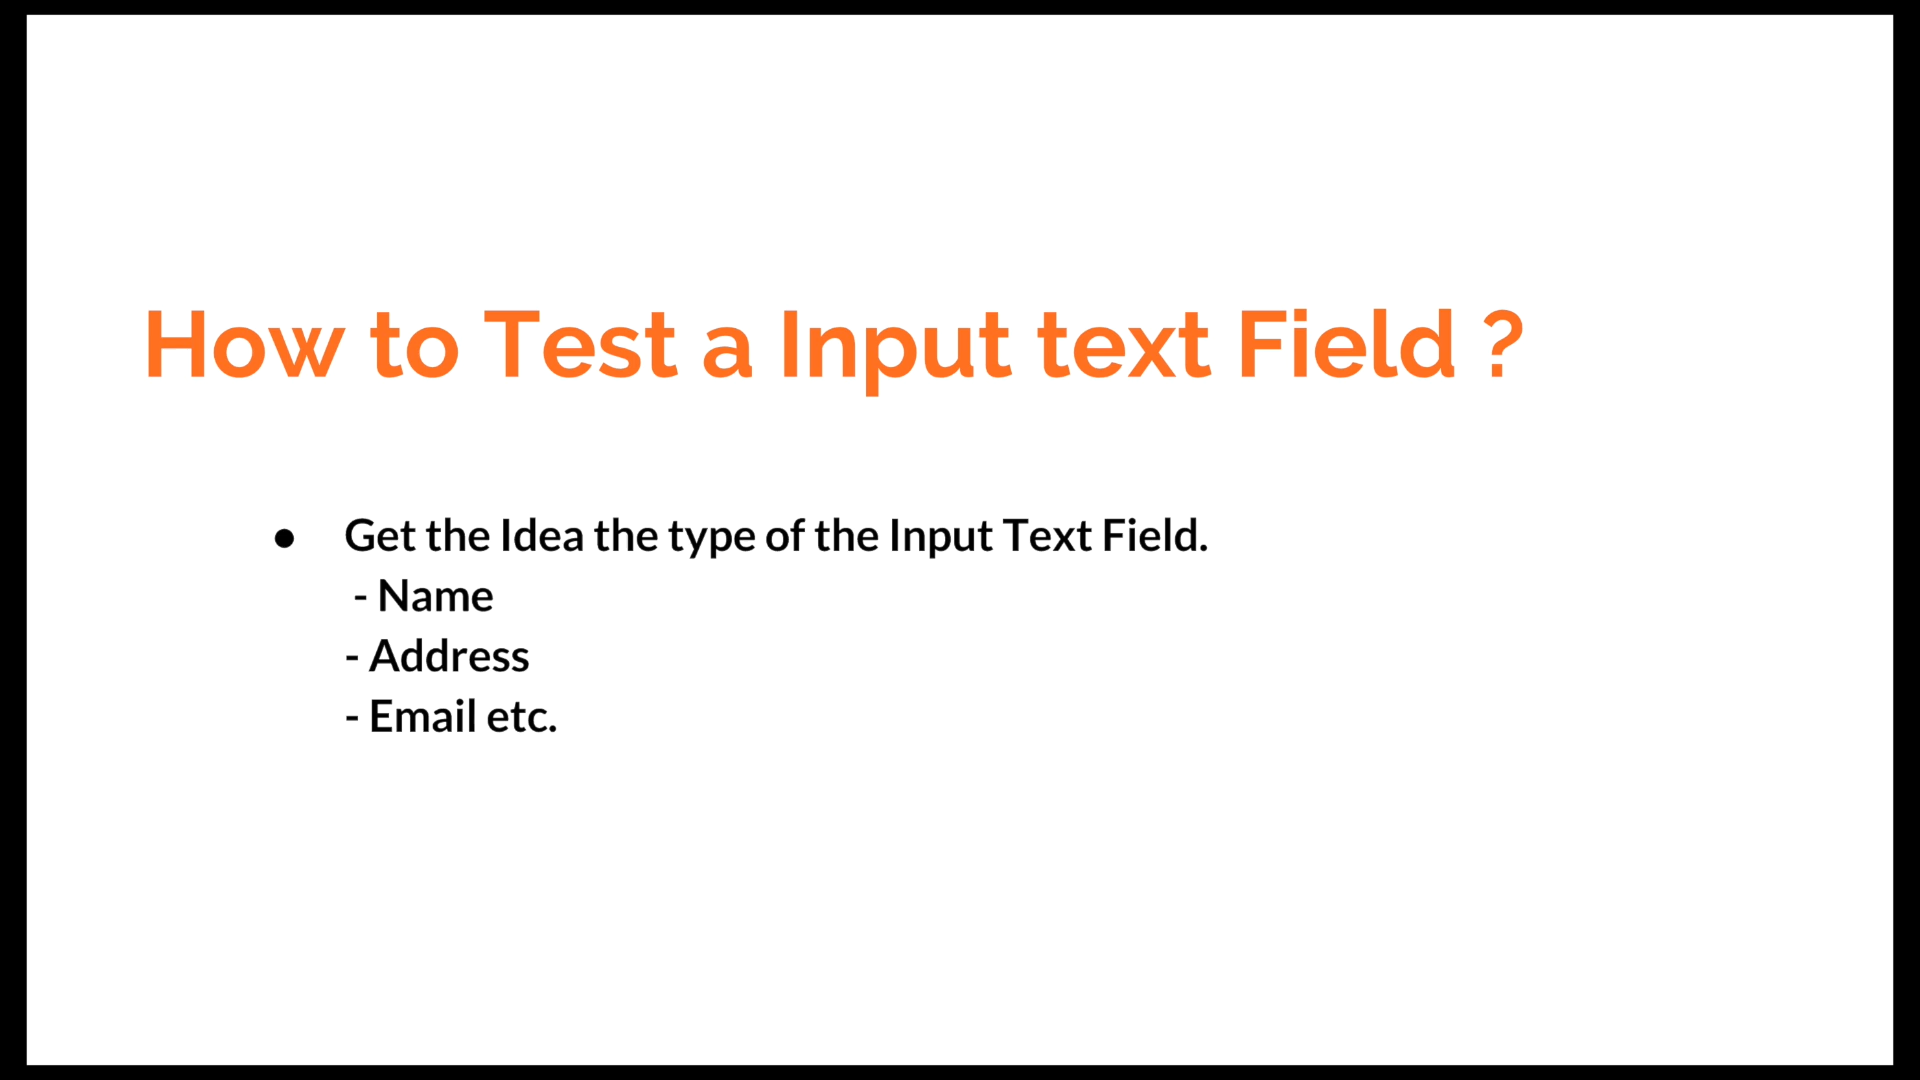 How to Test a Input text Field ?
● Get the Idea the type of the Input Text Field.
- Name
- Address
- Email etc.